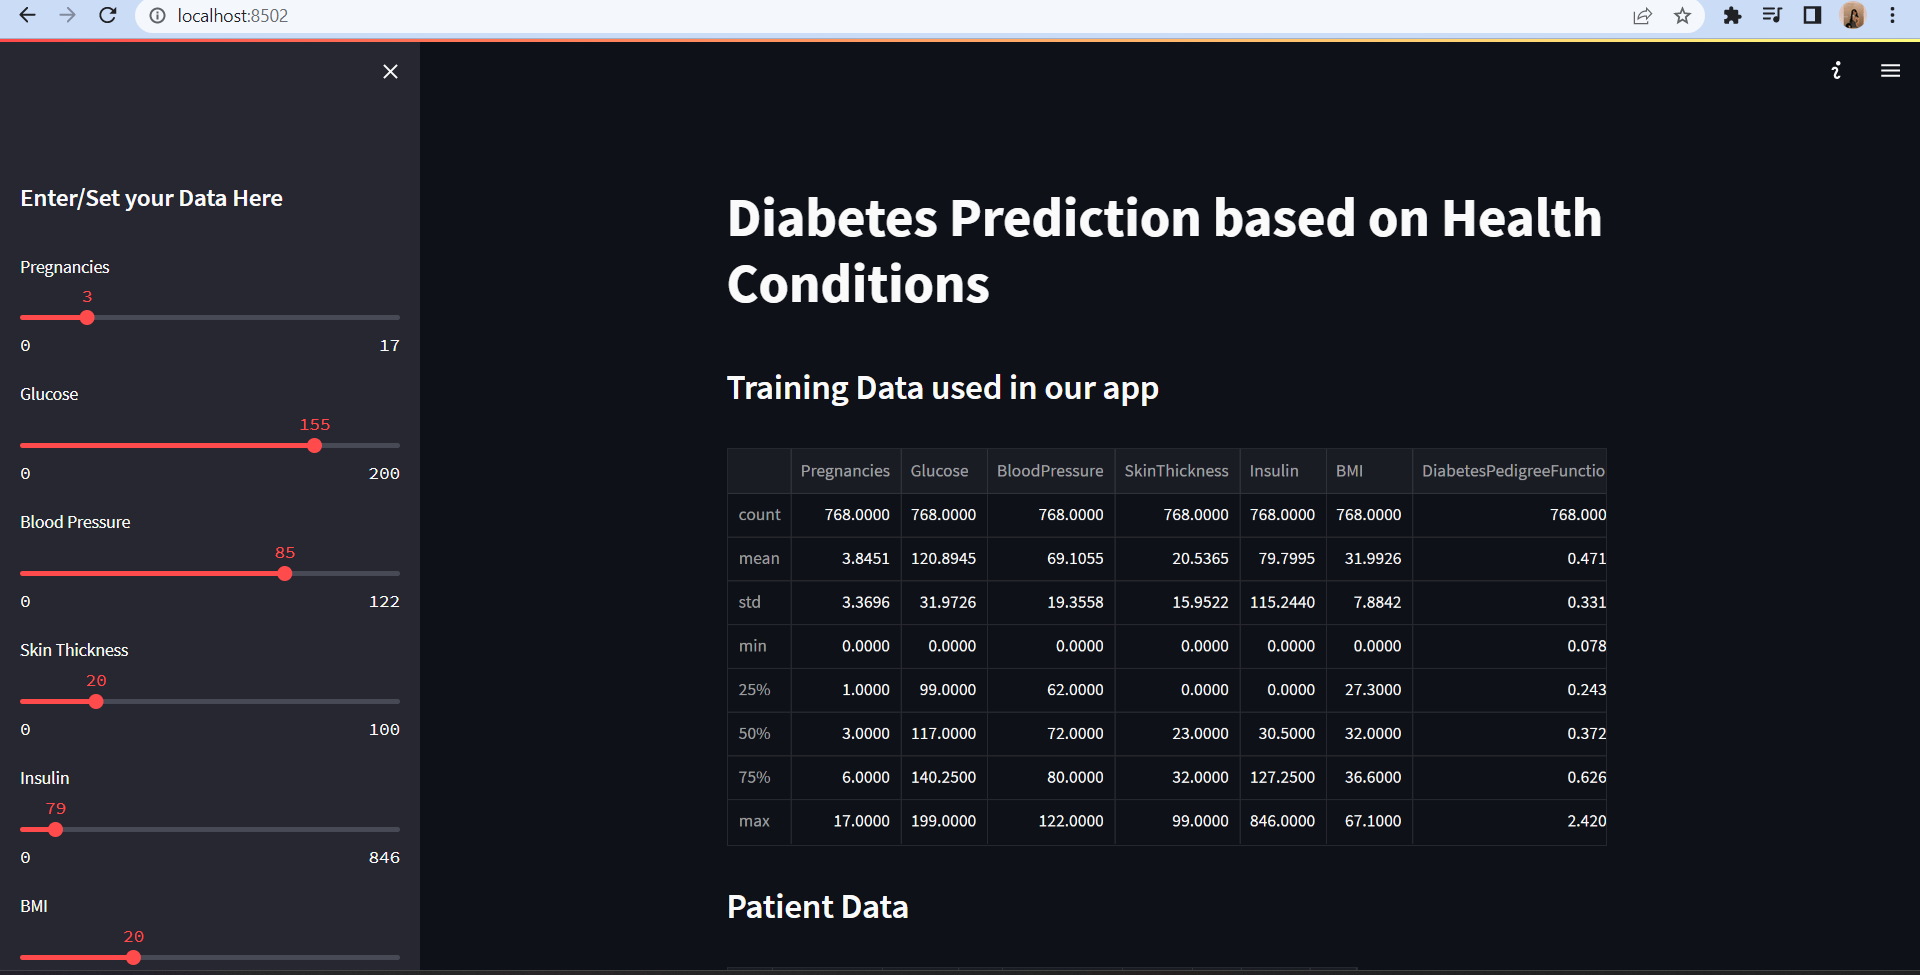 localhost:8502
Enter/Set your Data Here
Pregnancies
3
0 17
Glucose
155
0 200
Blood Pressure
85
0 122
Skin Thickness
20
0 100
Insulin
79
0 846
BMI
20
Diabetes Prediction based on Health
Conditions
Training Data used in our app
Pregnancies Glucose BloodPressure SkinThickness Insulin BMI DiabetesPedigreeFunctio
count 768.0000 768.0000 768.0000 768.0000 768.0000 768.0000 768.000
mean 3.8451 120.8945 69.1055 20.5365 79.7995 31.9926 0.471
std 3.3696 31.9726 19.3558 15.9522 115.2440 7.8842 0.331
min 0.0000 0.0000 0.0000 0.0000 0.0000 0.0000 0.078
25% 1.0000 99.0000 62.0000 0.0000 0.0000 27.3000 0.243
50% 3.0000 117.0000 72.0000 23.0000 30.5000 32.0000 0.372
75% 6.0000 140.2500 80.0000 32.0000 127.2500 36.6000 0.626
max 17.0000 199.0000 122.0000 99.0000 846.0000 67.1000 2.420
Patient Data